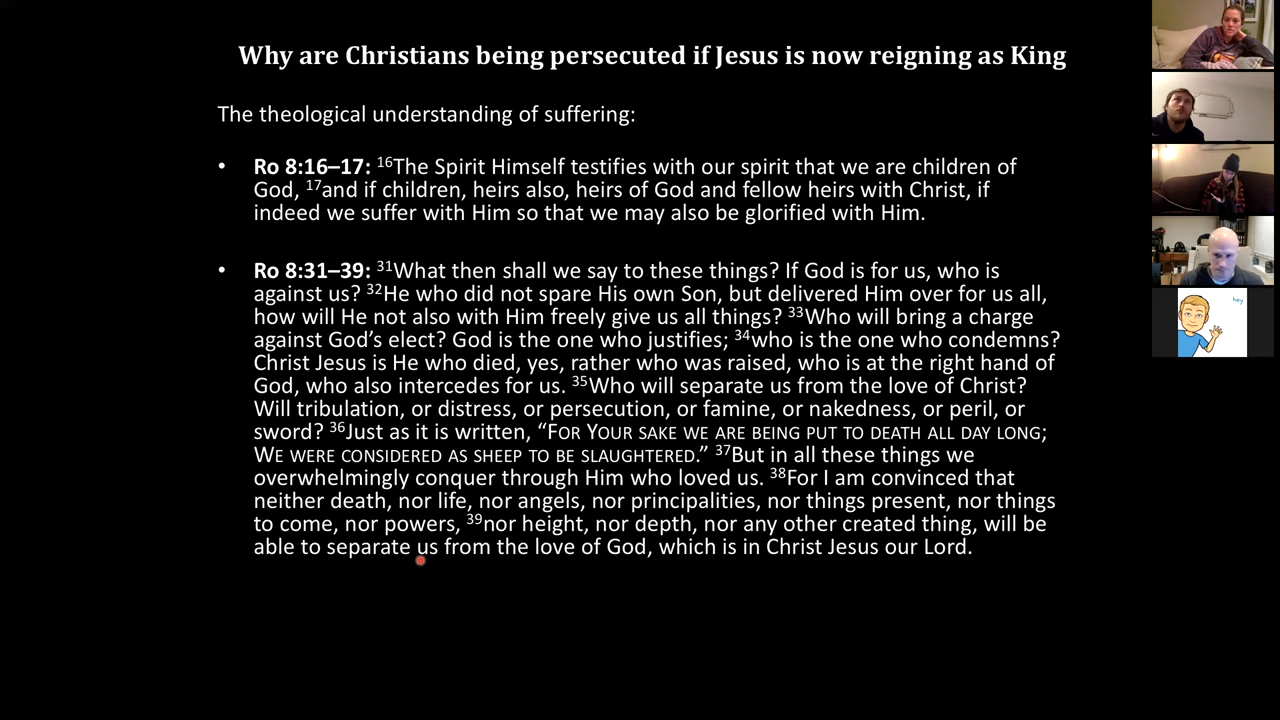 Why are Christians being persecuted if Jesus is now reigning as King
The theological understanding of suffering:
• Ro 8:16–17: 16The Spirit Himself testifies with our spirit that we are children of
God, 17and if children, heirs also, heirs of God and fellow heirs with Christ, if
indeed we suffer with Him so that we may also be glorified with Him.
• Ro 8:31–39: 31What then shall we say to these things? If God is for us, who is
against us? 32He who did not spare His own Son, but delivered Him over for us all,
how will He not also with Him freely give us all things? 33Who will bring a charge
against God’s elect? God is the one who justifies; 34who is the one who condemns?
Christ Jesus is He who died, yes, rather who was raised, who is at the right hand of
God, who also intercedes for us. 35Who will separate us from the love of Christ?
Will tribulation, or distress, or persecution, or famine, or nakedness, or peril, or
sword? 36Just as it is written, “FOR YOUR SAKE WE ARE BEING PUT TO DEATH ALL DAY LONG;
WE WERE CONSIDERED AS SHEEP TO BE SLAUGHTERED.” 37But in all these things we
overwhelmingly conquer through Him who loved us. 38For I am convinced that
neither death, nor life, nor angels, nor principalities, nor things present, nor things
to come, nor powers, 39nor height, nor depth, nor any other created thing, will be
able to separate us from the love of God, which is in Christ Jesus our Lord.
hey